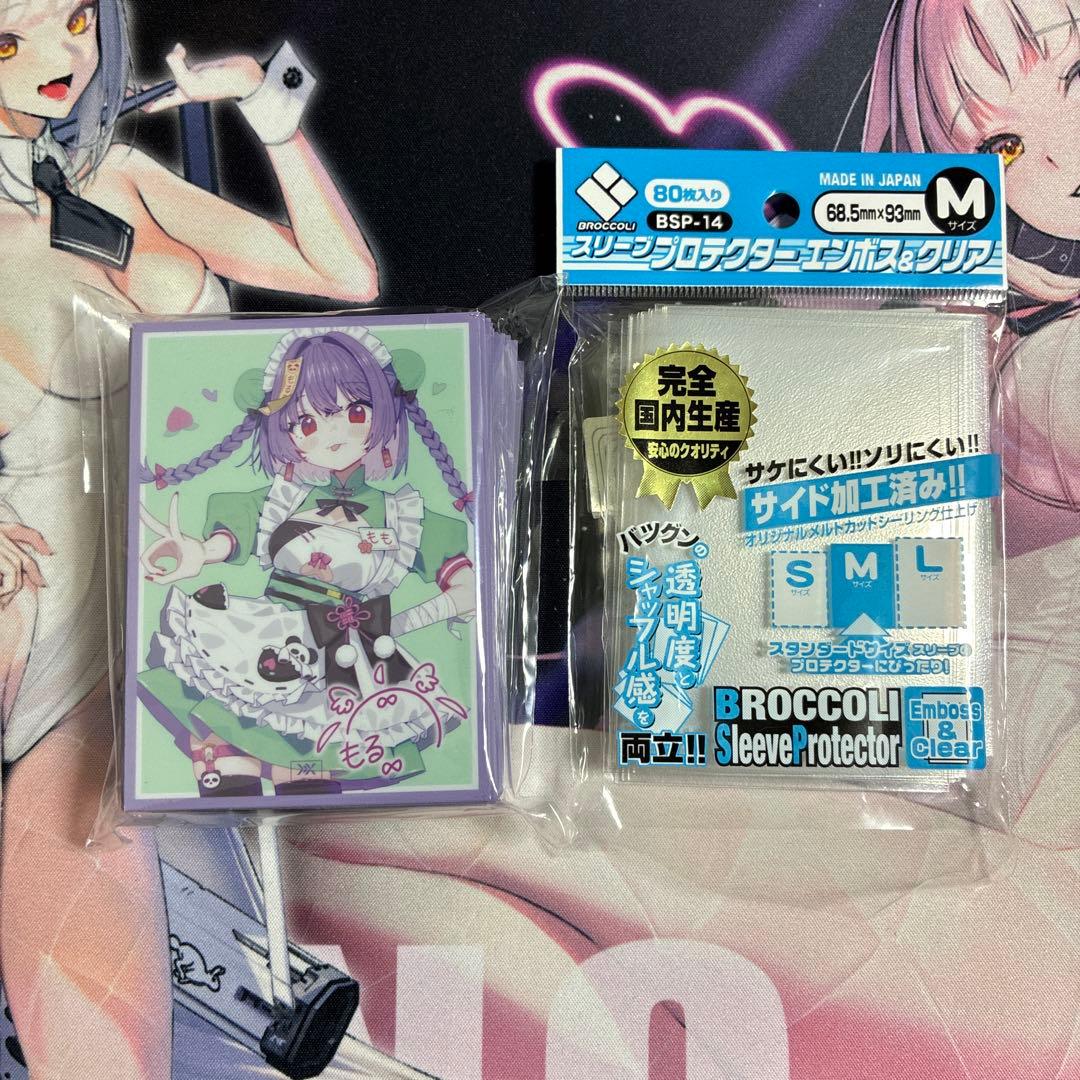 BROCCOLI
80枚入り
BSP-14
MADE IN JAPAN
68.5mm×93mm
M
サイズ
スリーブプロテクター エンボス&クリア
完全
国内生産
安心のクオリティ
サケにくい!!ソリにくい!!
サイド加工済み!!
オリジナルメルトカットシーリング仕上げ
バツグンの
透明度と
シャッフル感を
両立!!
S
サイズ
M
サイズ
L
サイズ
スタンダードサイズスリーブの
プロテクターにぴったり!
BROCCOLI
SleeveProtector
Emboss
&
Clear
もも
もる